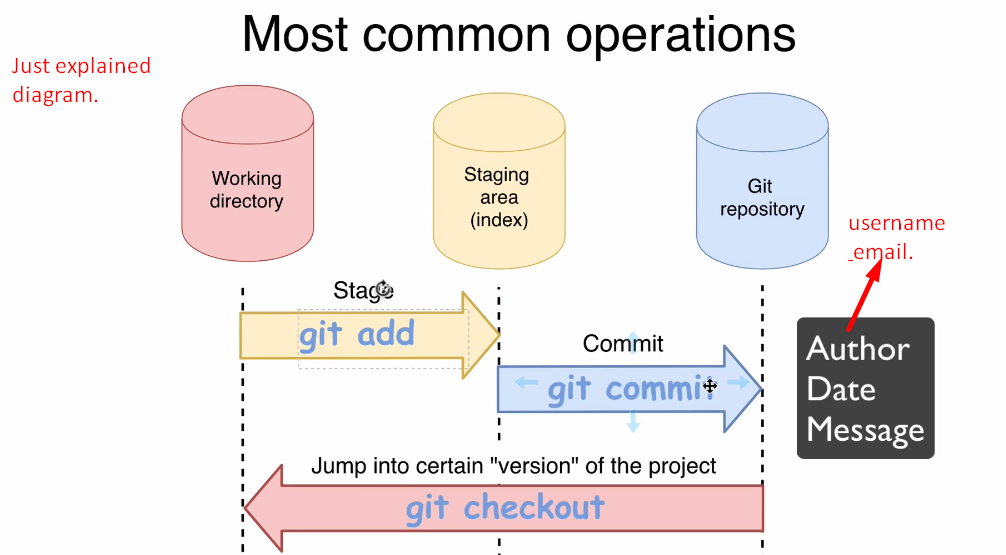 Most common operations
Just explained
diagram.
Working
directory
Staging
area
(index)
Git
repository
username
_email.
Stage
git add
Commit
git commit
Author
Date
Message
Jump into certain "version" of the project
git checkout